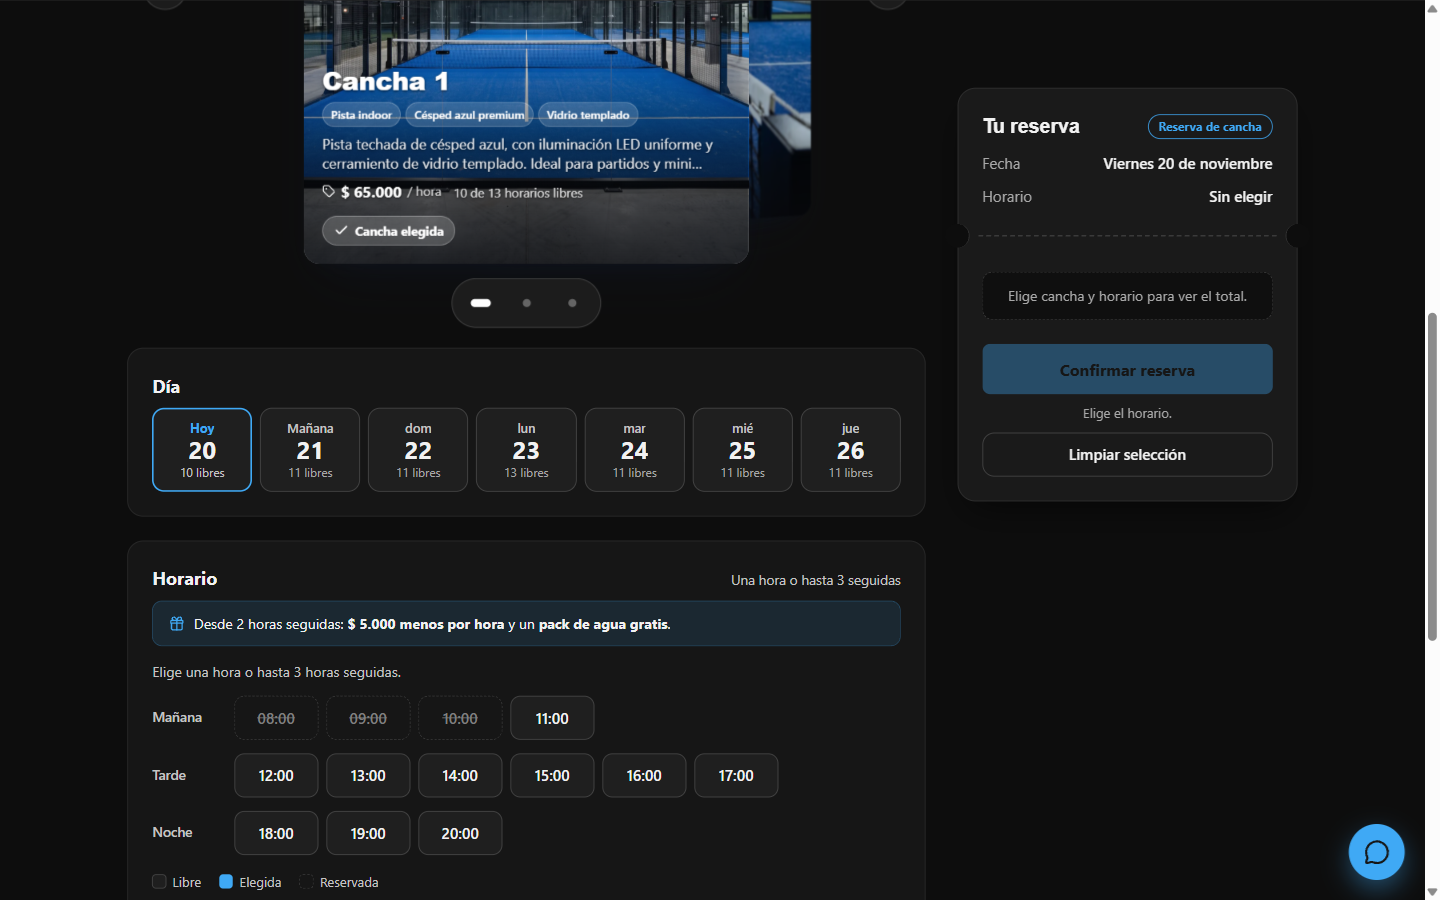 Cancha 1
Pista indoor
Césped azul premium
Vidrio templado
Pista techada de césped azul, con iluminación LED uniforme y
cerramiento de vidrio templado. Ideal para partidos y mini...
$ 65.000 / hora
10 de 13 horarios libres
Cancha elegida
Tu reserva
Reserva de cancha
Fecha
Viernes 20 de noviembre
Horario
Sin elegir
Elige cancha y horario para ver el total.
Confirmar reserva
Elige el horario.
Limpiar selección
Día
Hoy
20
10 libres
Mañana
21
11 libres
dom
22
11 libres
lun
23
13 libres
mar
24
11 libres
mié
25
11 libres
jue
26
11 libres
Horario
Una hora o hasta 3 seguidas
Desde 2 horas seguidas: $ 5.000 menos por hora y un pack de agua gratis.
Elige una hora o hasta 3 horas seguidas.
Mañana
08:00
09:00
10:00
11:00
Tarde
12:00
13:00
14:00
15:00
16:00
17:00
Noche
18:00
19:00
20:00
Libre
Elegida
Reservada